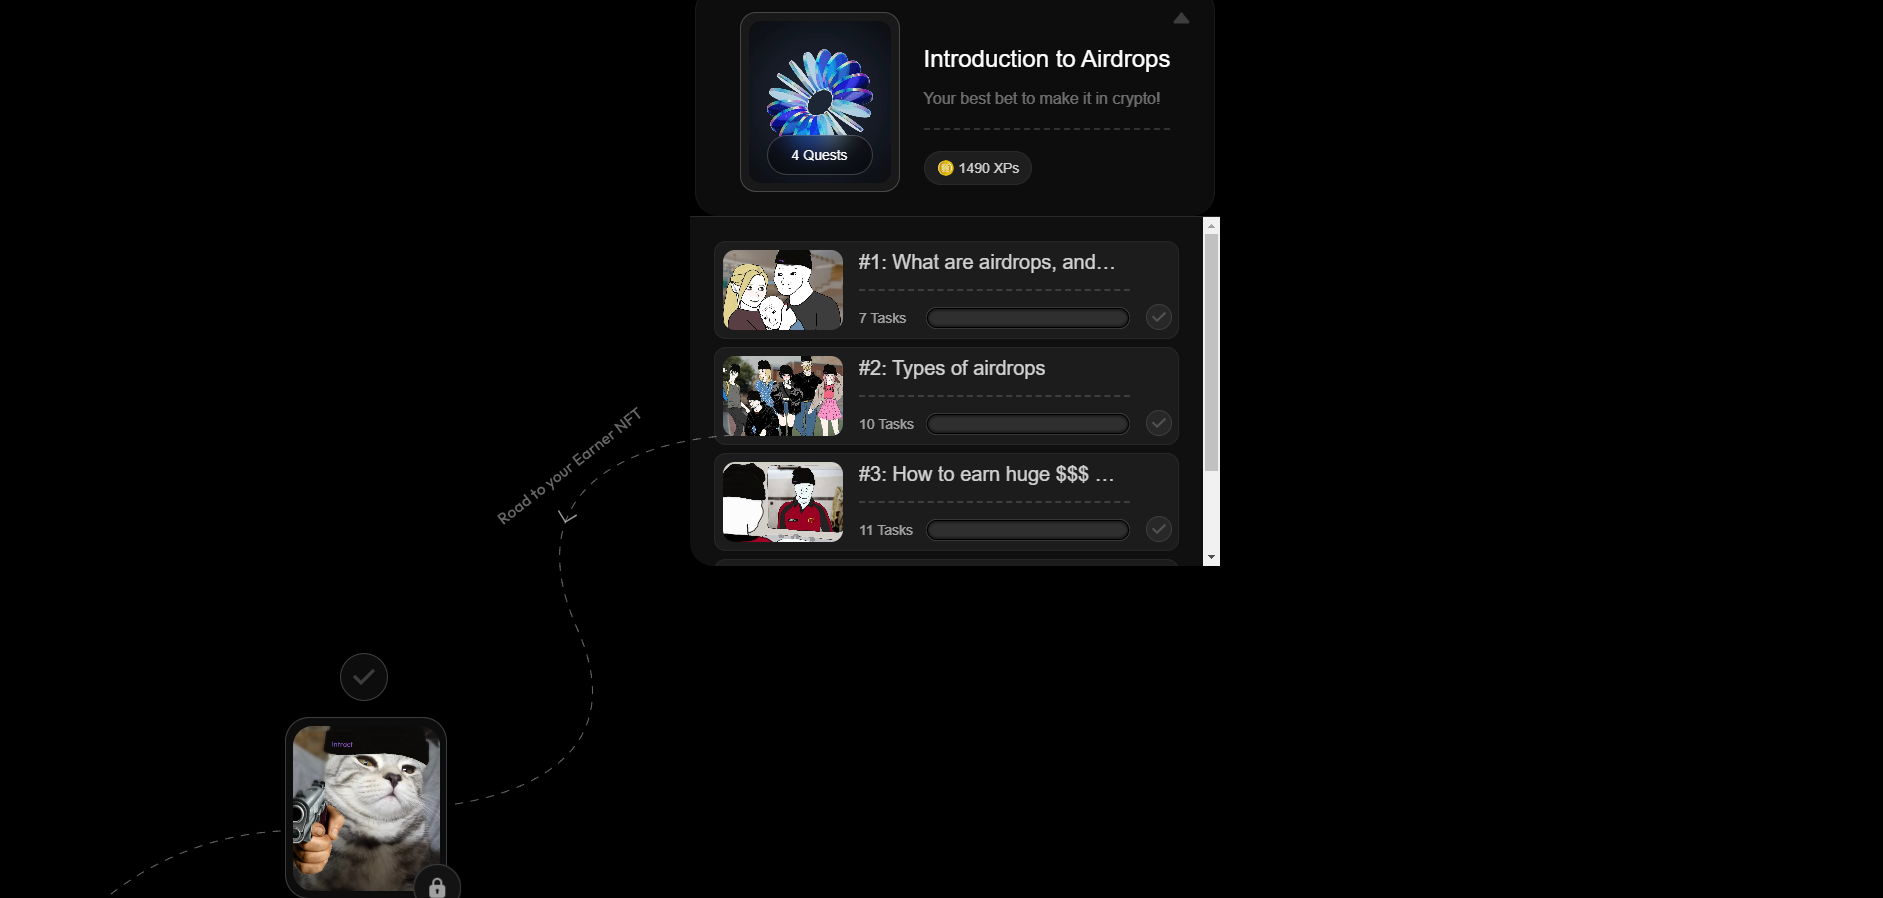 Introduction to Airdrops
Your best bet to make it in crypto!
4 Quests
1490 XPs
#1: What are airdrops, and…
7 Tasks
#2: Types of airdrops
10 Tasks
#3: How to earn huge $$$ …
11 Tasks
Road to your Earner NFT
intract